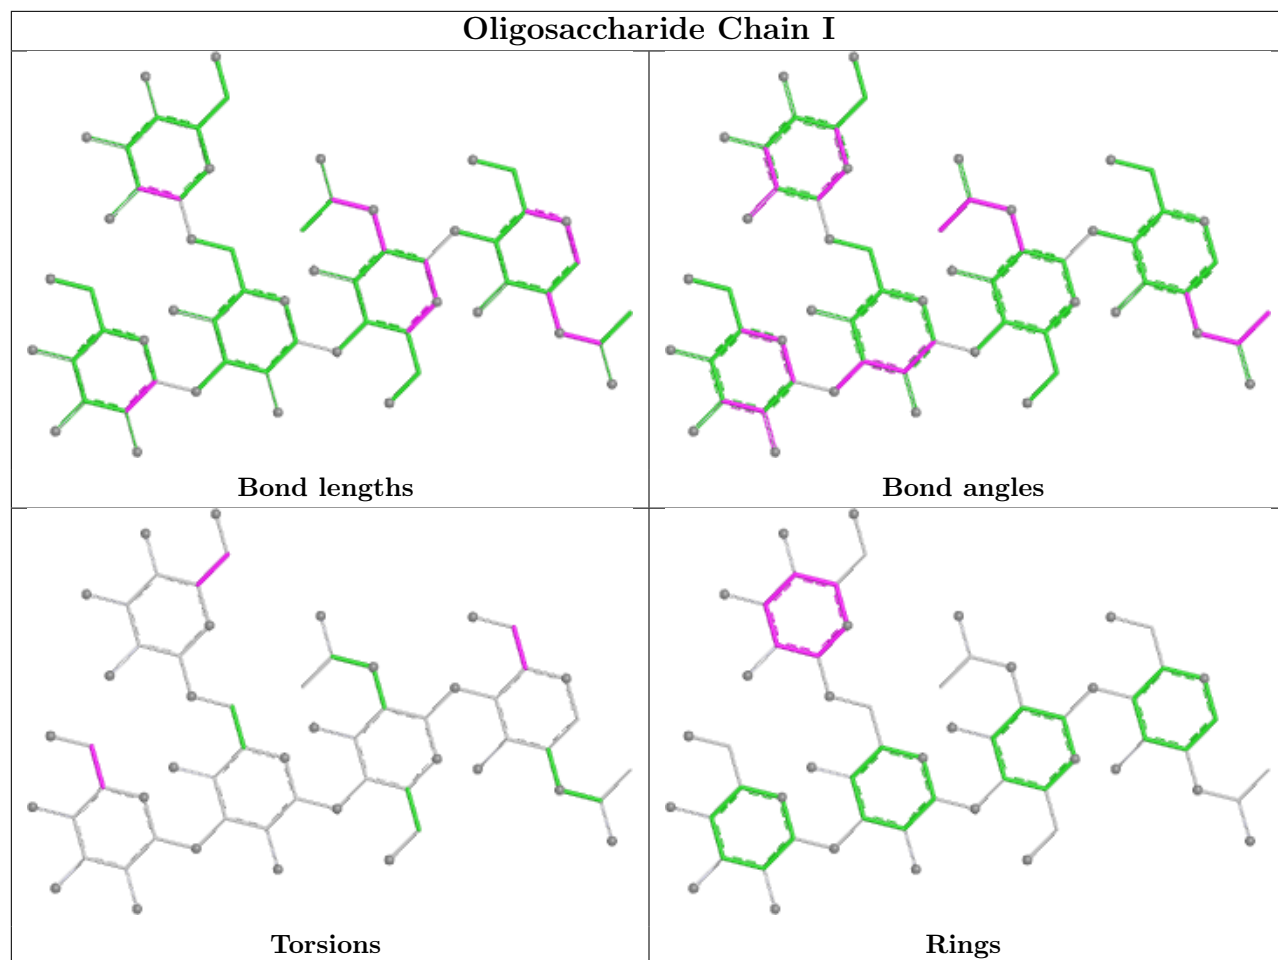 Oligosaccharide Chain I
Bond lengths
Bond angles
Torsions
Rings